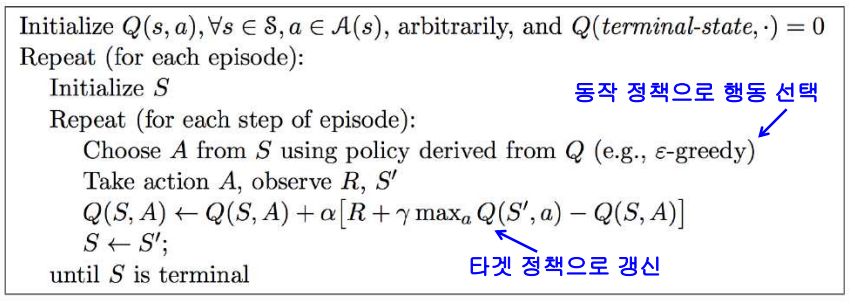 Initialize Q(s, a), ∀s ∈ 𝒮, a ∈ 𝒜(s), arbitrarily, and Q(terminal-state, ·) = 0
Repeat (for each episode):
Initialize S
동작 정책으로 행동 선택
Repeat (for each step of episode):
Choose A from S using policy derived from Q (e.g., ε-greedy)
Take action A, observe R, S′
Q(S, A) ← Q(S, A) + α[R + γ maxₐ Q(S′, a) − Q(S, A)]
S ← S′;
타겟 정책으로 갱신
until S is terminal